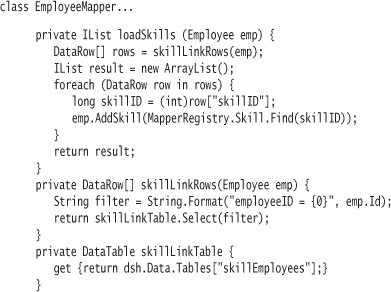 class EmployeeMapper...
private IList loadSkills (Employee emp) {
DataRow[] rows = skillLinkRows(emp);
IList result = new ArrayList();
foreach (DataRow row in rows) {
long skillID = (int)row["skillID"];
emp.AddSkill(MapperRegistry.Skill.Find(skillID));
}
return result;
}
private DataRow[] skillLinkRows(Employee emp) {
String filter = String.Format("employeeID = {0}", emp.Id);
return skillLinkTable.Select(filter);
}
private DataTable skillLinkTable {
get {return dsh.Data.Tables["skillEmployees"];}
}